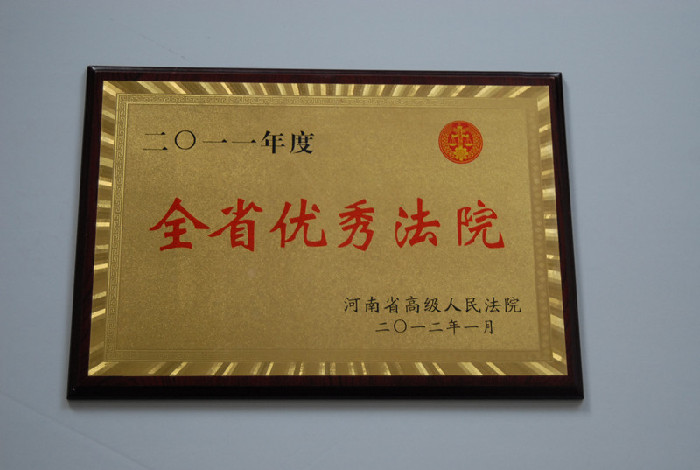 二〇一一年度
全省优秀法院
河南省高级人民法院
二〇一二年一月